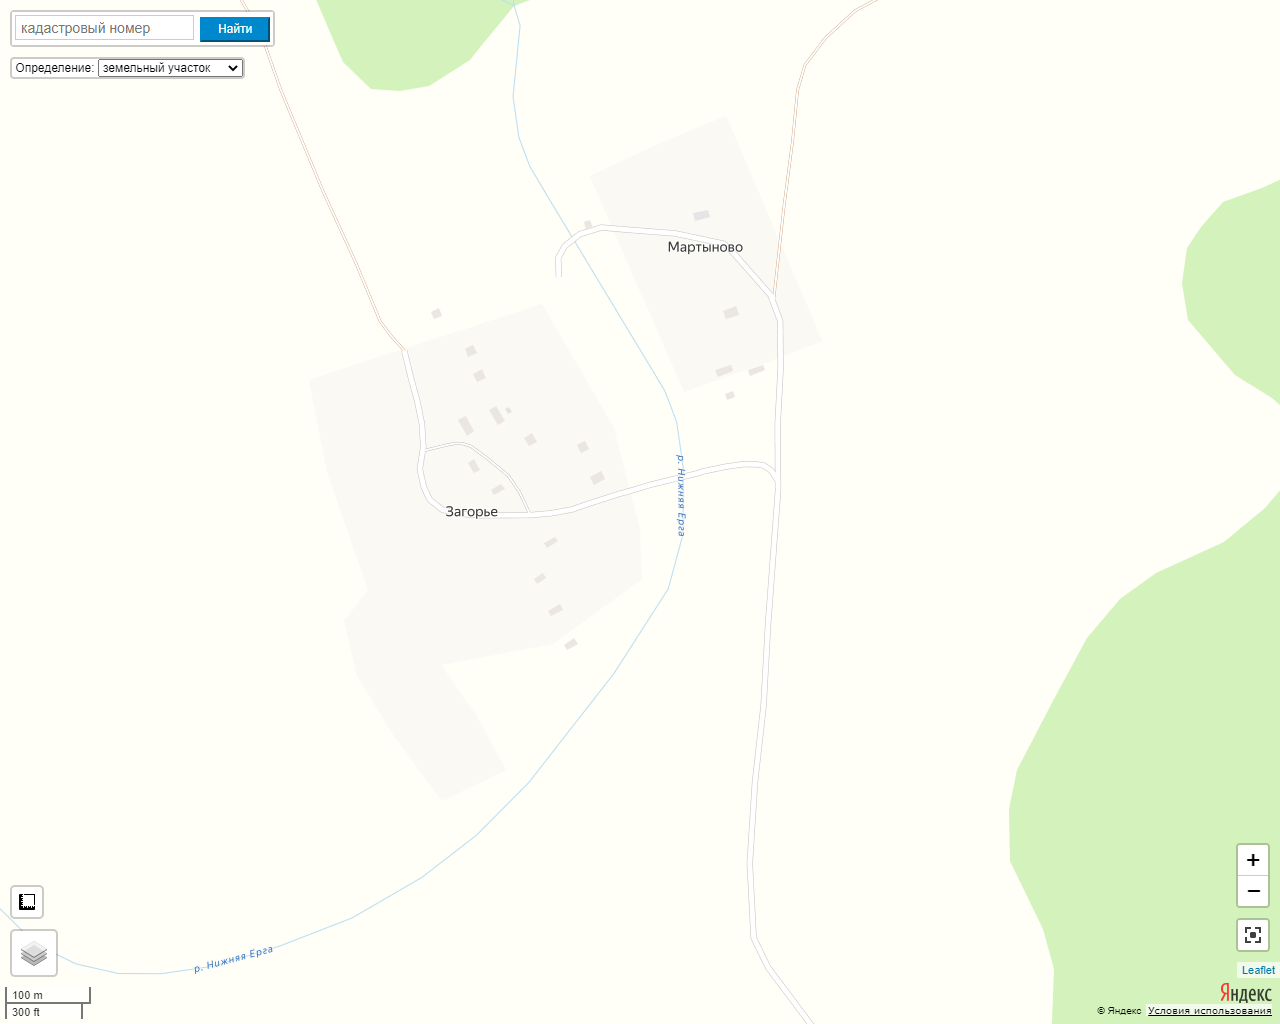 кадастровый номер
Найти
Определение: земельный участок
Мартыново
Загорье
р. Нижняя Ерга
р. Нижняя Ерга
+
−
100 m
300 ft
Leaflet
Яндекс
© Яндекс Условия использования